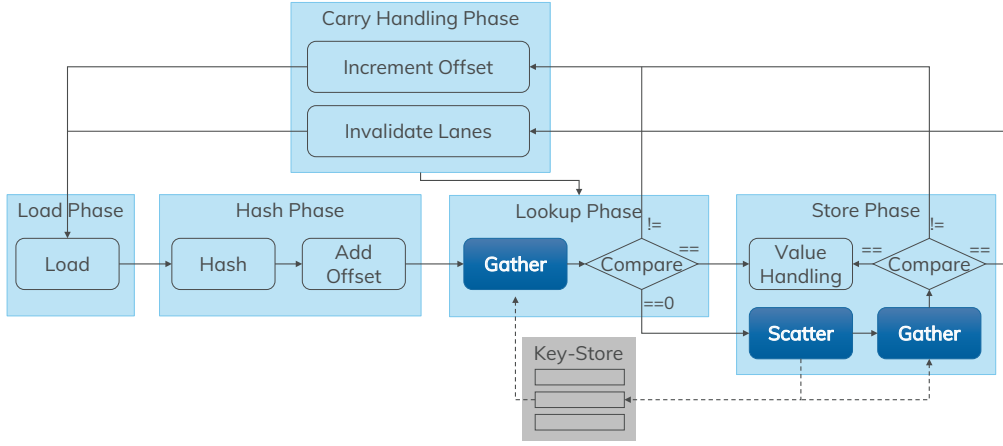 Carry Handling Phase
Increment Offset
Invalidate Lanes
Load Phase
Load
Hash Phase
Hash
Add
Offset
Lookup Phase
Gather
Compare
!=
==
==0
Store Phase
Value
Handling
==
Compare
!=
==
Scatter
Gather
Key-Store